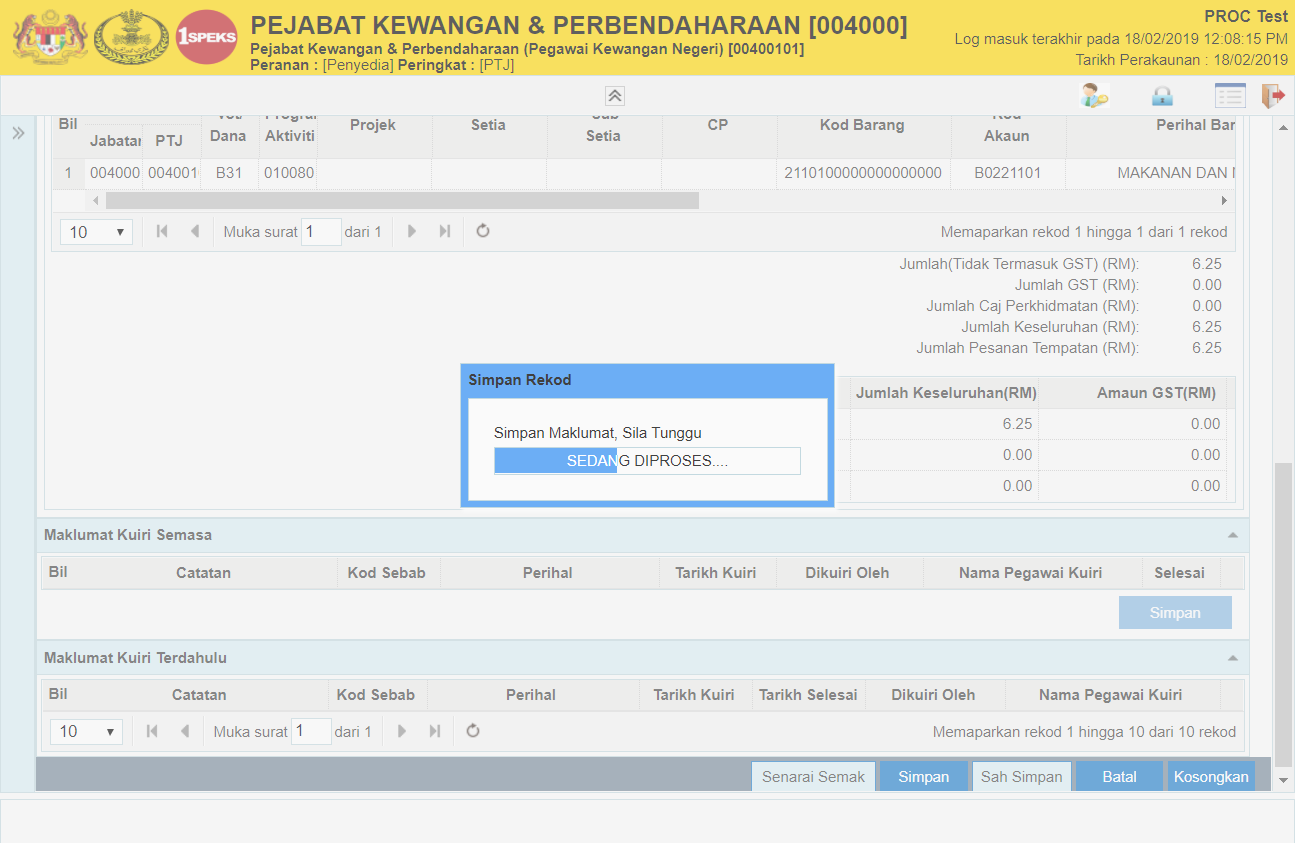 1SPEKS
PEJABAT KEWANGAN & PERBENDAHARAAN [004000]
Pejabat Kewangan & Perbendaharaan (Pegawai Kewangan Negeri) [00400101]
Peranan : [Penyedia] Peringkat : [PTJ]
PROC Test
Log masuk terakhir pada 18/02/2019 12:08:15 PM
Tarikh Perakaunan : 18/02/2019
Bil Projek Setia CP Kod Barang Perihal Bar
Jabatan PTJ Dana Aktiviti Setia Akaun
1 004000 004001 B31 010080 2110100000000000000 B0221101 MAKANAN DAN
10 Muka surat 1 dari 1 Memaparkan rekod 1 hingga 1 dari 1 rekod
Jumlah(Tidak Termasuk GST) (RM): 6.25
Jumlah GST (RM): 0.00
Jumlah Caj Perkhidmatan (RM): 0.00
Jumlah Keseluruhan (RM): 6.25
Jumlah Pesanan Tempatan (RM): 6.25
Simpan Rekod
Simpan Maklumat, Sila Tunggu
SEDANG DIPROSES....
Jumlah Keseluruhan(RM) Amaun GST(RM)
6.25 0.00
0.00 0.00
0.00 0.00
Maklumat Kuiri Semasa
Bil Catatan Kod Sebab Perihal Tarikh Kuiri Dikuiri Oleh Nama Pegawai Kuiri Selesai
Simpan
Maklumat Kuiri Terdahulu
Bil Catatan Kod Sebab Perihal Tarikh Kuiri Tarikh Selesai Dikuiri Oleh Nama Pegawai Kuiri
10 Muka surat 1 dari 1 Memaparkan rekod 1 hingga 10 dari 10 rekod
Senarai Semak Simpan Sah Simpan Batal Kosongkan